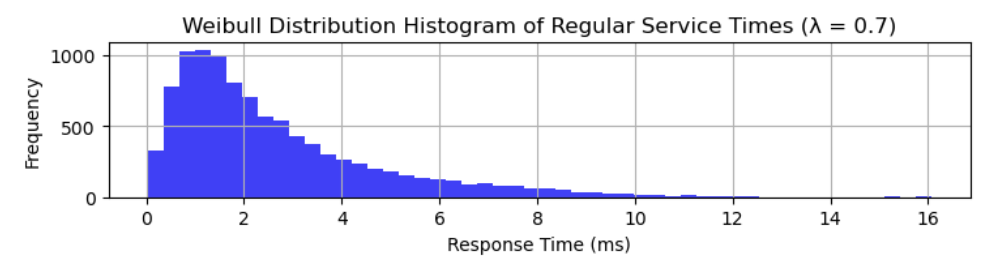 Weibull Distribution Histogram of Regular Service Times (λ = 0.7)
Frequency
1000
500
0
0 2 4 6 8 10 12 14 16
Response Time (ms)